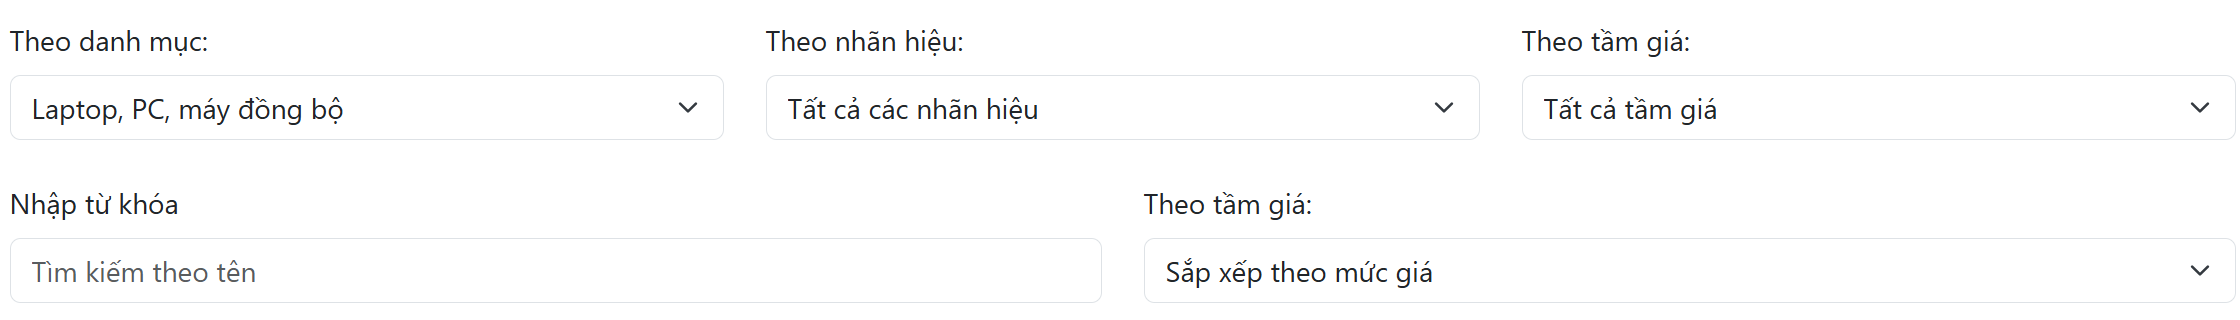 Theo danh mục:
Theo nhãn hiệu:
Theo tầm giá:
Laptop, PC, máy đồng bộ
Tất cả các nhãn hiệu
Tất cả tầm giá
Nhập từ khóa
Theo tầm giá:
Tìm kiếm theo tên
Sắp xếp theo mức giá